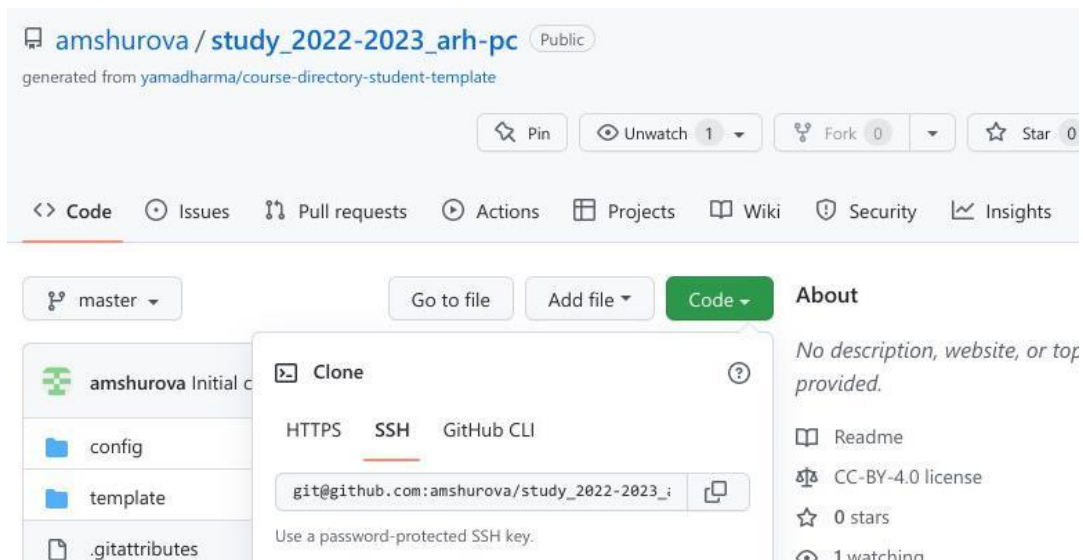 amshurova / study_2022-2023_arh-pc Public
generated from yamadharma/course-directory-student-template
Pin Unwatch 1 Fork 0 Star 0
Code Issues Pull requests Actions Projects Wiki Security Insights
master Go to file Add file Code
About
No description, website, or top
provided.
Clone
amshurova Initial c
HTTPS SSH GitHub CLI
Readme
config
git@github.com:amshurova/study_2022-2023_
CC-BY-4.0 license
template
0 stars
Use a password-protected SSH key.
.gitattributes
1 watching